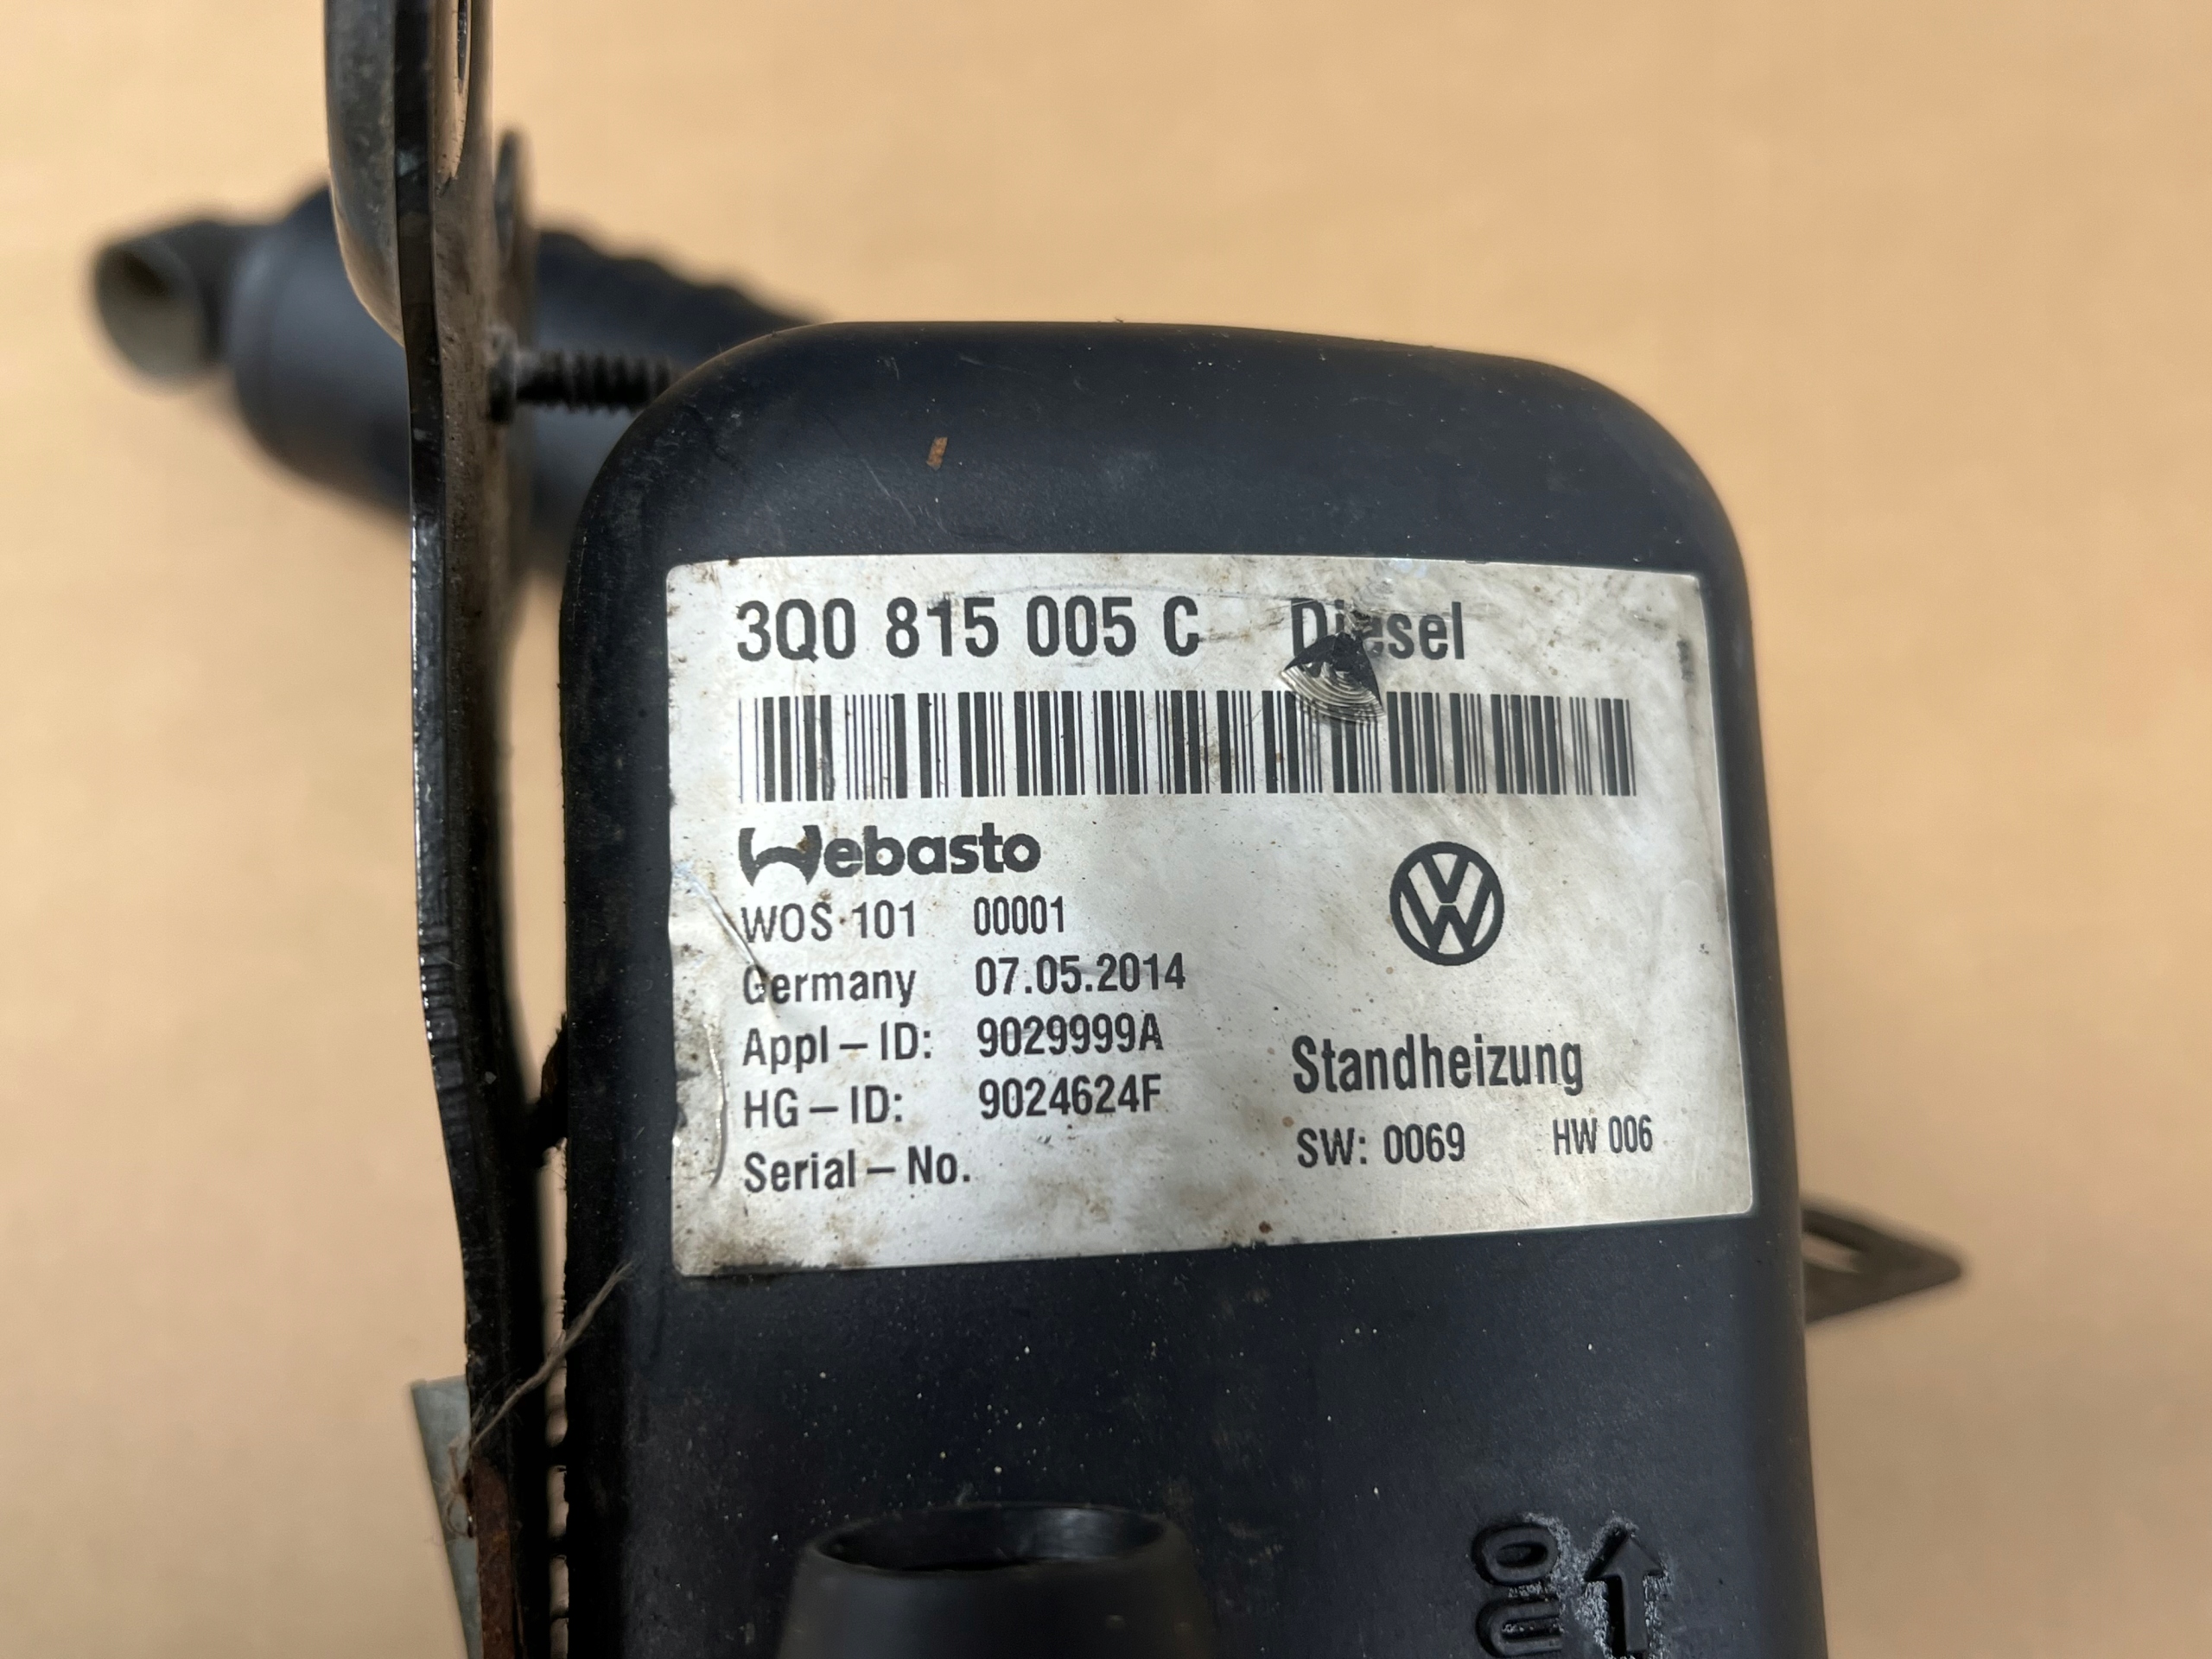 3Q0 815 005 C Diesel
Webasto
WOS 101 00001
Germany 07.05.2014
Appl – ID: 9029999A
HG – ID: 9024624F
Serial – No.
VW
Standheizung
SW: 0069 HW 006